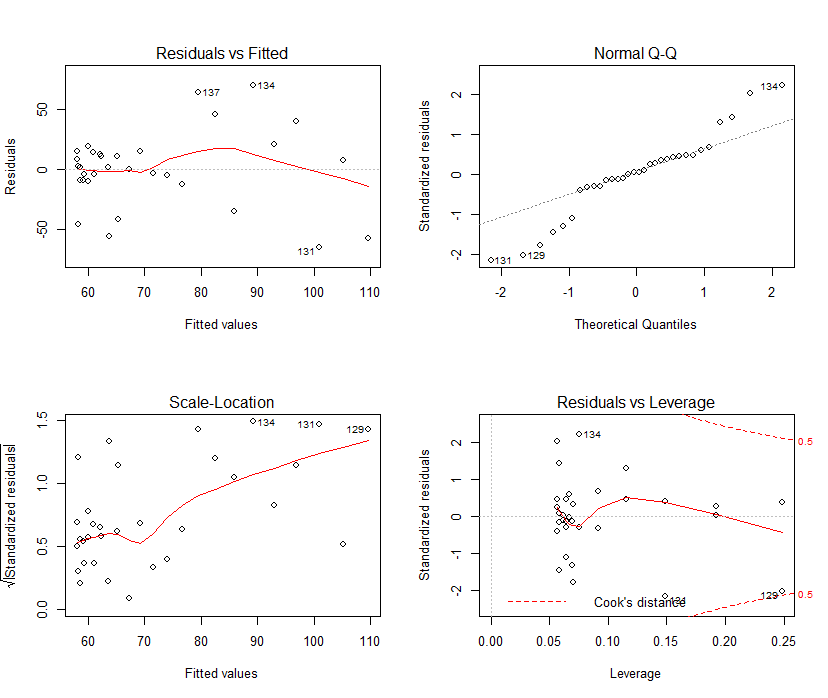 Residuals vs Fitted
Residuals
50
0
-50
137
134
131
60 70 80 90 100 110
Fitted values
Normal Q-Q
Standardized residuals
2
1
0
-1
-2
134
131
129
-2 -1 0 1 2
Theoretical Quantiles
Scale-Location
√|Standardized residuals|
1.5
1.0
0.5
0.0
134
131
129
60 70 80 90 100 110
Fitted values
Residuals vs Leverage
Standardized residuals
2
1
0
-1
-2
134
0.5
0.5
131
129
Cook's distance
0.00 0.05 0.10 0.15 0.20 0.25
Leverage